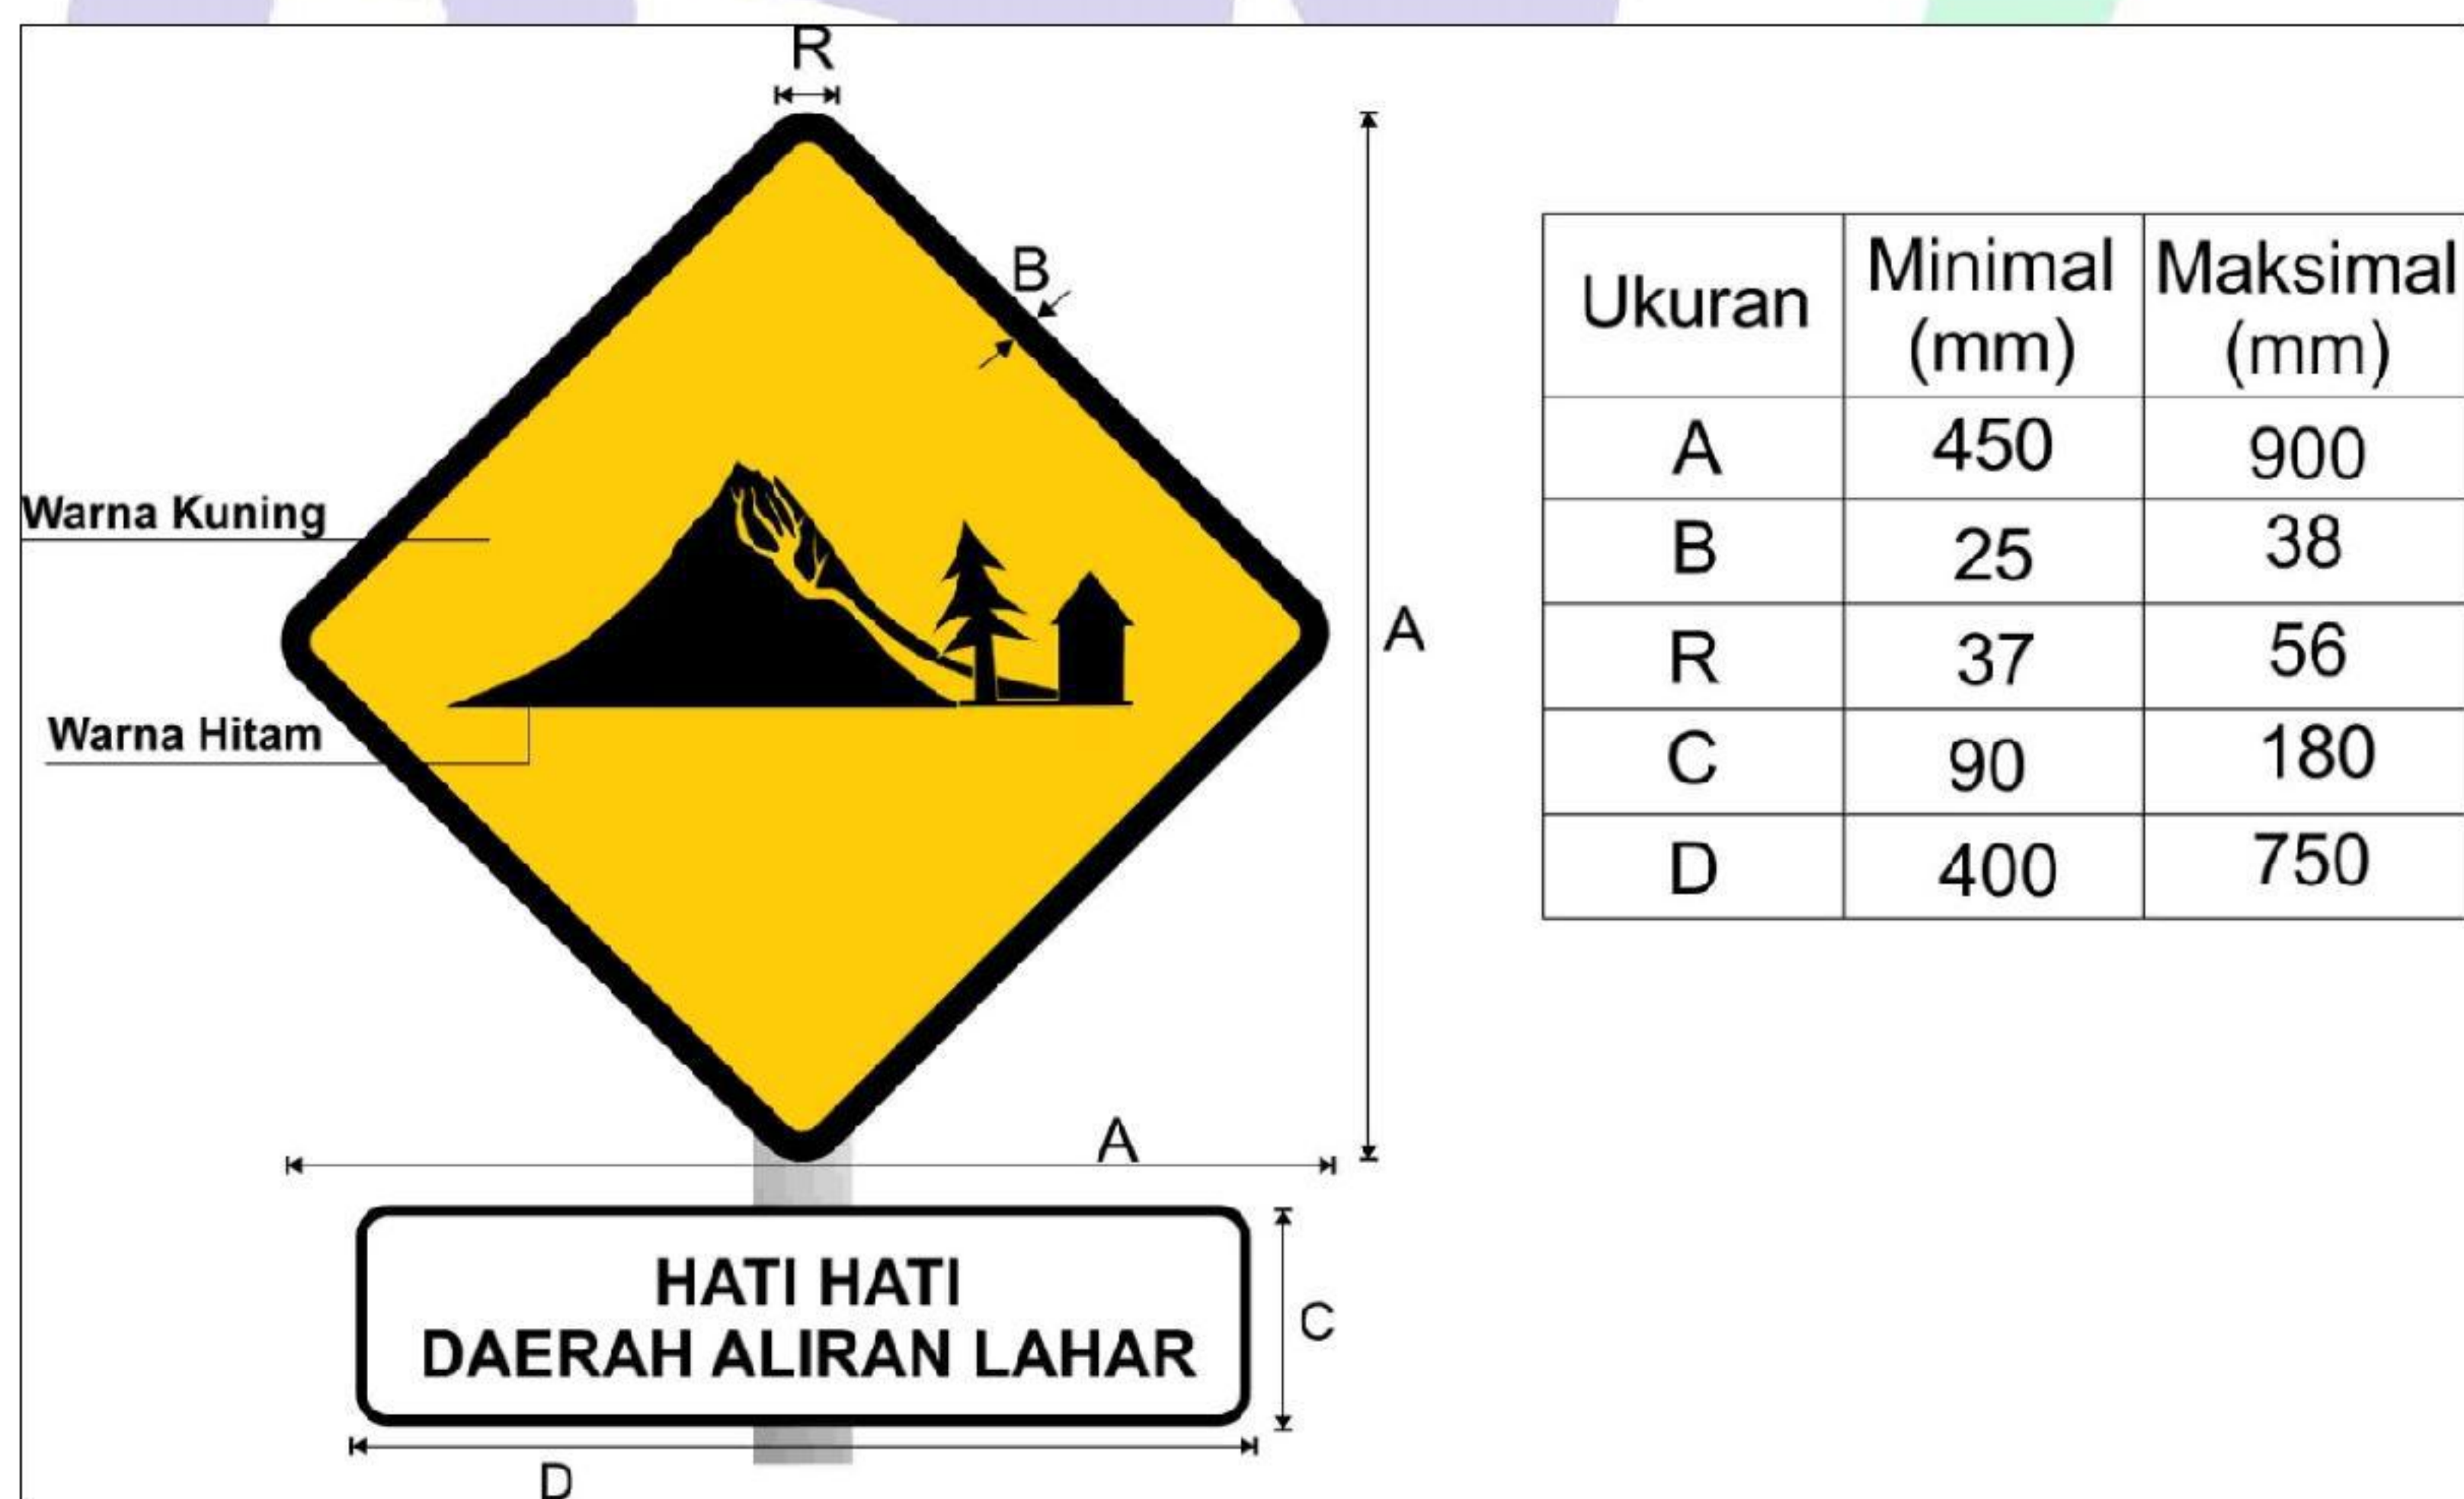 R
B
A
Warna Kuning
Warna Hitam
A
HATI HATI
DAERAH ALIRAN LAHAR
C
D
Ukuran Minimal (mm) Maksimal (mm)
A 450 900
B 25 38
R 37 56
C 90 180
D 400 750